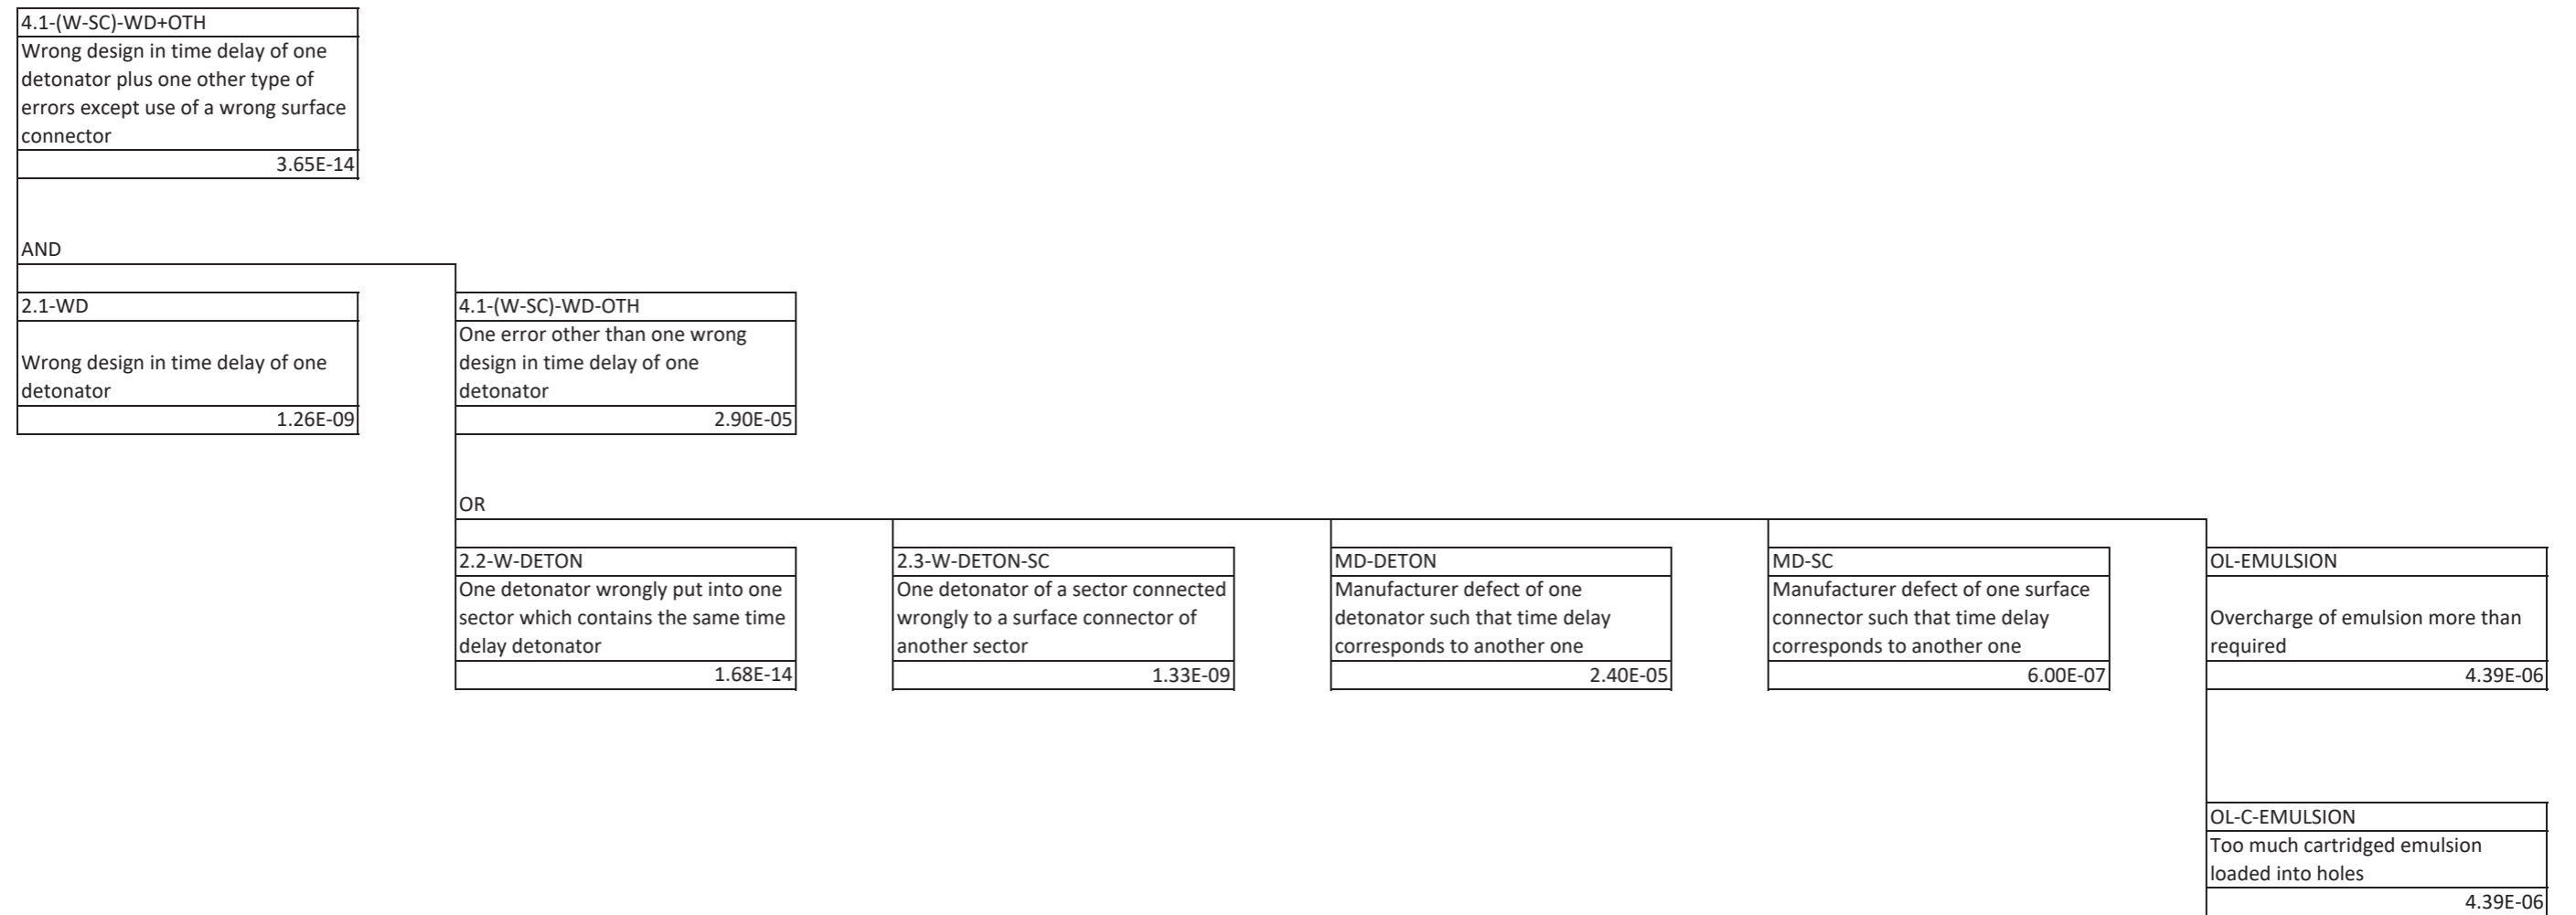 4.1-(W-SC)-WD+OTH
Wrong design in time delay of one
detonator plus one other type of
errors except use of a wrong surface
connector
3.65E-14
AND
2.1-WD
Wrong design in time delay of one
detonator
1.26E-09
4.1-(W-SC)-WD-OTH
One error other than one wrong
design in time delay of one
detonator
2.90E-05
OR
2.2-W-DETON
One detonator wrongly put into one
sector which contains the same time
delay detonator
1.68E-14
2.3-W-DETON-SC
One detonator of a sector connected
wrongly to a surface connector of
another sector
1.33E-09
MD-DETON
Manufacturer defect of one
detonator such that time delay
corresponds to another one
2.40E-05
MD-SC
Manufacturer defect of one surface
connector such that time delay
corresponds to another one
6.00E-07
OL-EMULSION
Overcharge of emulsion more than
required
4.39E-06
OL-C-EMULSION
Too much cartridged emulsion
loaded into holes
4.39E-06